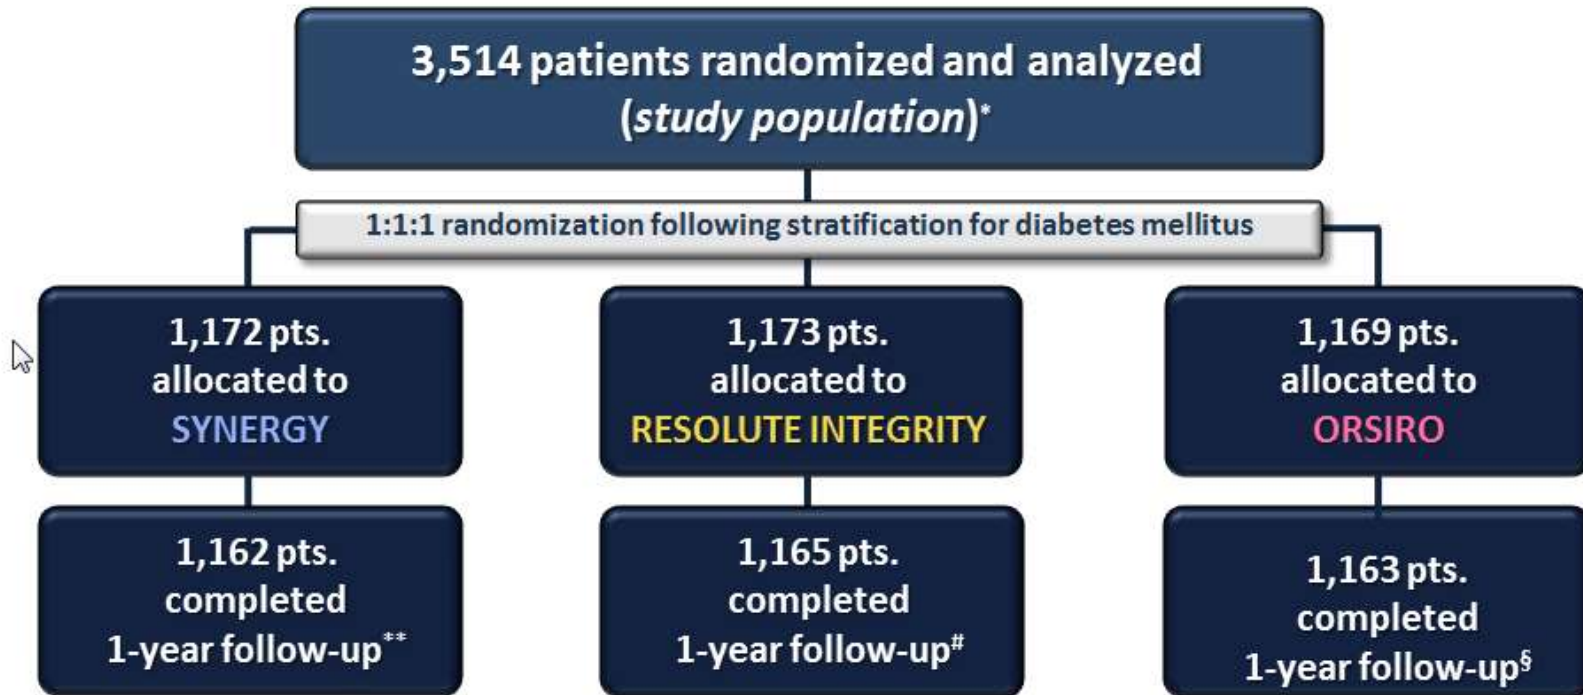 3,514 patients randomized and analyzed
(study population)*
1:1:1 randomization following stratification for diabetes mellitus
1,172 pts.
allocated to
SYNERGY
1,173 pts.
allocated to
RESOLUTE INTEGRITY
1,169 pts.
allocated to
ORSIRO
1,162 pts.
completed
1-year follow-up**
1,165 pts.
completed
1-year follow-up#
1,163 pts.
completed
1-year follow-up§